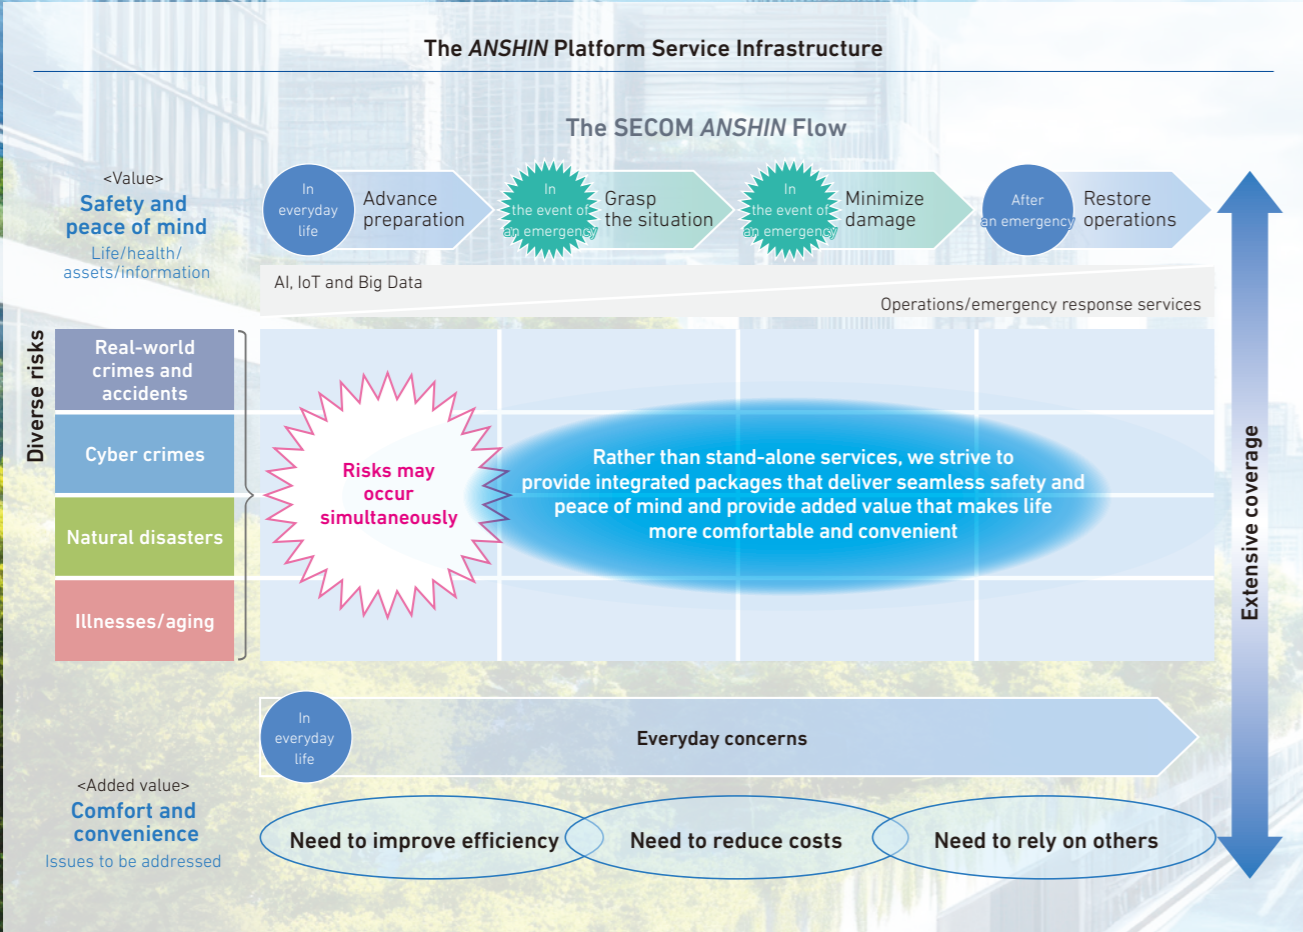 The ANSHIN Platform Service Infrastructure
The SECOM ANSHIN Flow
<Value>
Safety and
peace of mind
Life/health/
assets/information
In
everyday
life
Advance
preparation
In
the event of
an emergency
Grasp
the situation
In
the event of
an emergency
Minimize
damage
After
an emergency
Restore
operations
AI, IoT and Big Data
Operations/emergency response services
Diverse risks
Real-world
crimes and
accidents
Cyber crimes
Natural disasters
Illnesses/aging
Risks may
occur
simultaneously
Rather than stand-alone services, we strive to
provide integrated packages that deliver seamless safety and
peace of mind and provide added value that makes life
more comfortable and convenient
Extensive coverage
In
everyday
life
Everyday concerns
<Added value>
Comfort and
convenience
Issues to be addressed
Need to improve efficiency
Need to reduce costs
Need to rely on others